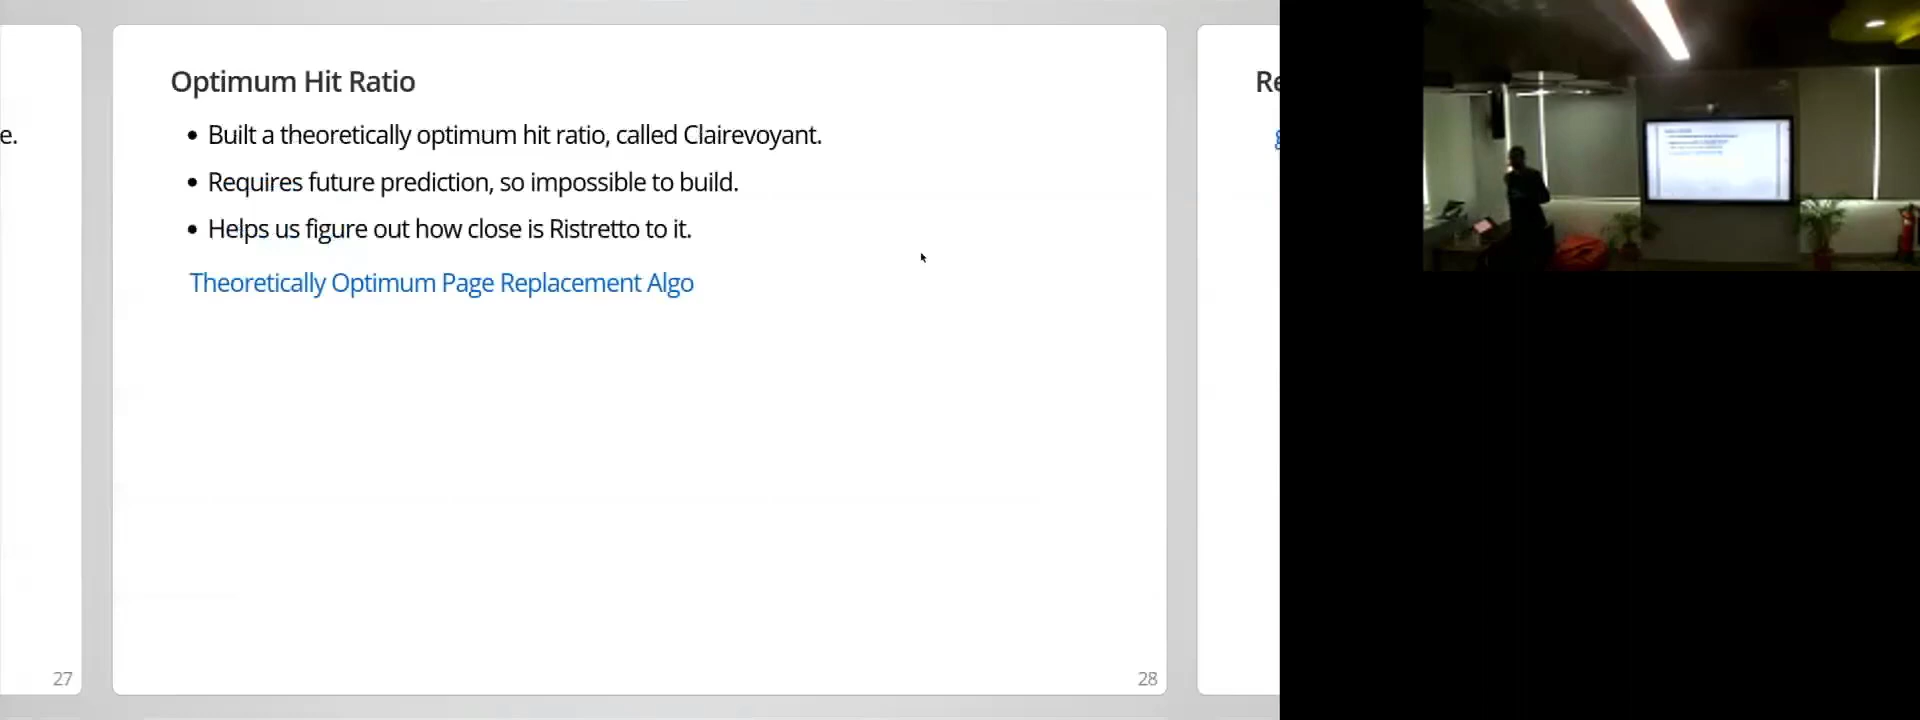 e.
27
Optimum Hit Ratio
Built a theoretically optimum hit ratio, called Clairevoyant.
Requires future prediction, so impossible to build.
Helps us figure out how close is Ristretto to it.
Theoretically Optimum Page Replacement Algo
28
Re